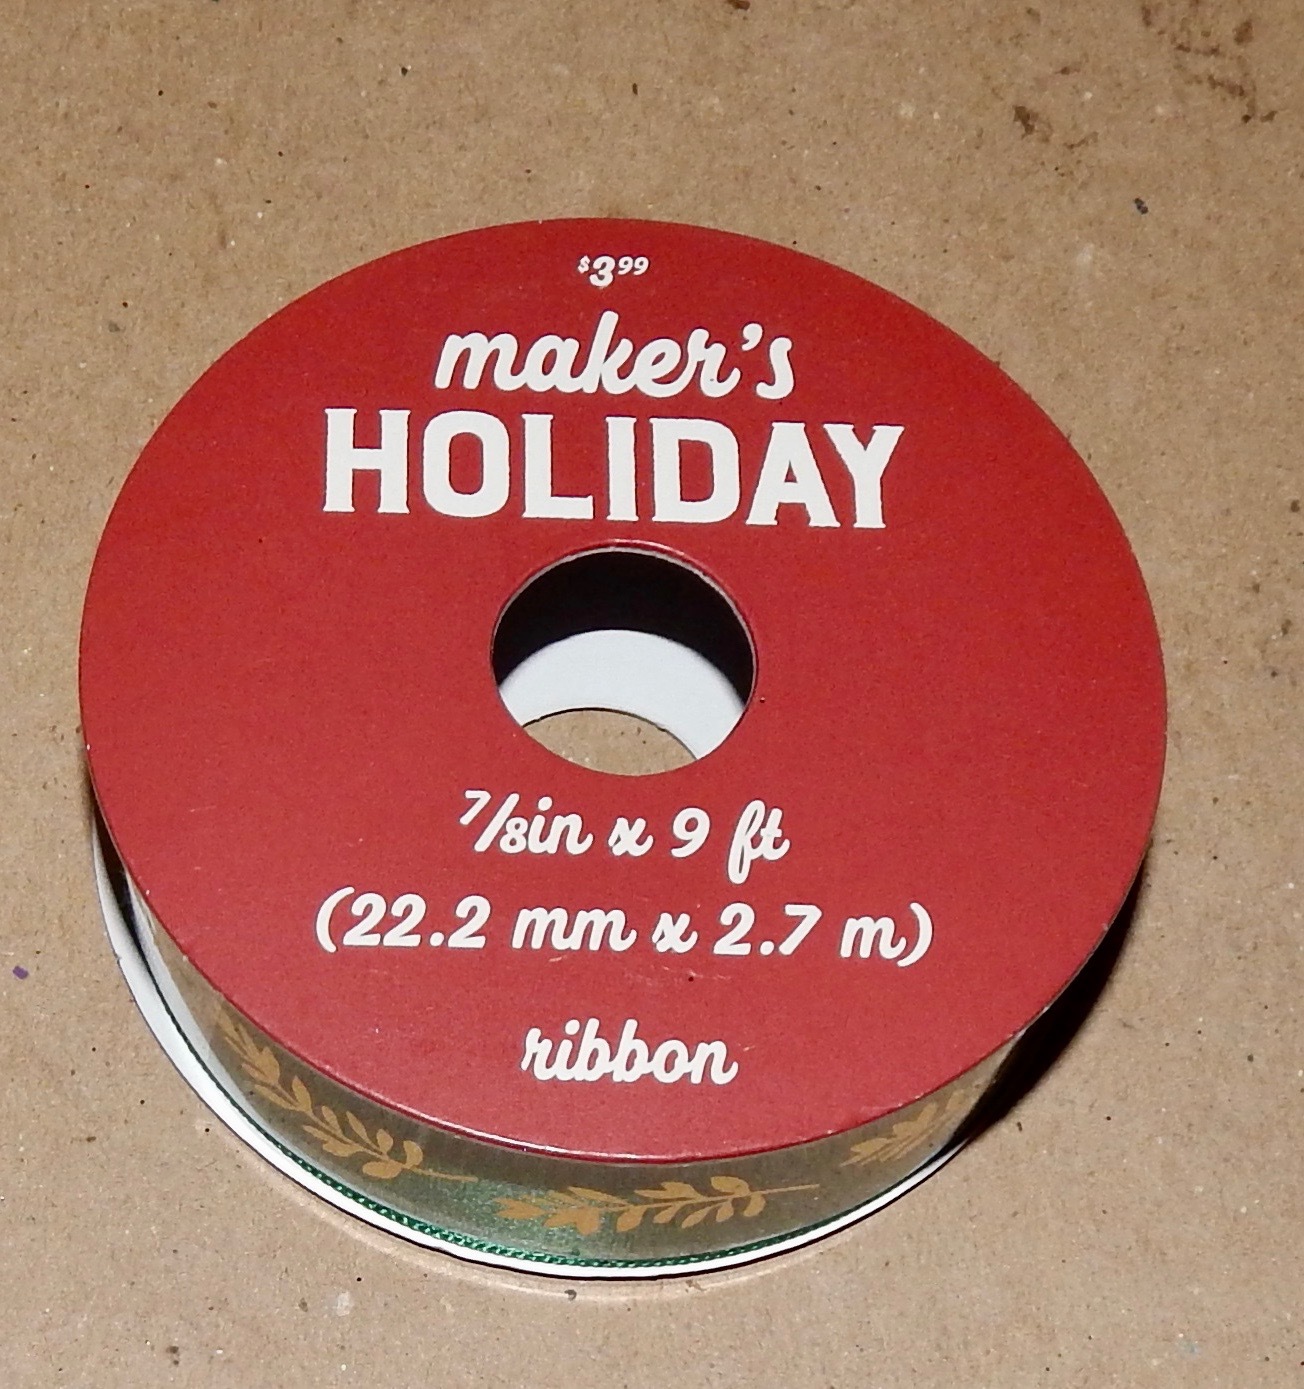 $3.99
maker's
HOLIDAY
7/8in x 9 ft
(22.2 mm x 2.7 m)
ribbon